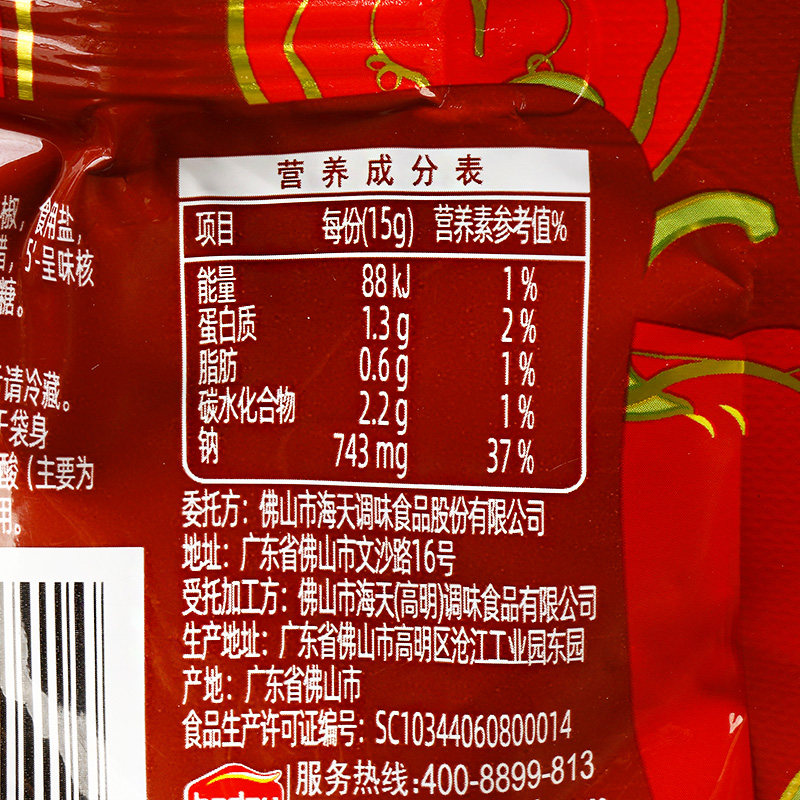 椒, 食用盐,
醋, 5'-呈味核
糖。
请冷藏。
于袋身
酸(主要为
用。
营养成分表
项目 每份(15g) 营养素参考值%
能量 88 kJ 1 %
蛋白质 1.3 g 2 %
脂肪 0.6 g 1 %
碳水化合物 2.2 g 1 %
钠 743 mg 37 %
委托方: 佛山市海天调味食品股份有限公司
地址: 广东省佛山市文沙路16号
受托加工方: 佛山市海天(高明)调味食品有限公司
生产地址: 广东省佛山市高明区沧江工业园东园
产地: 广东省佛山市
食品生产许可证编号: SC10344060800014
服务热线:400-8899-813